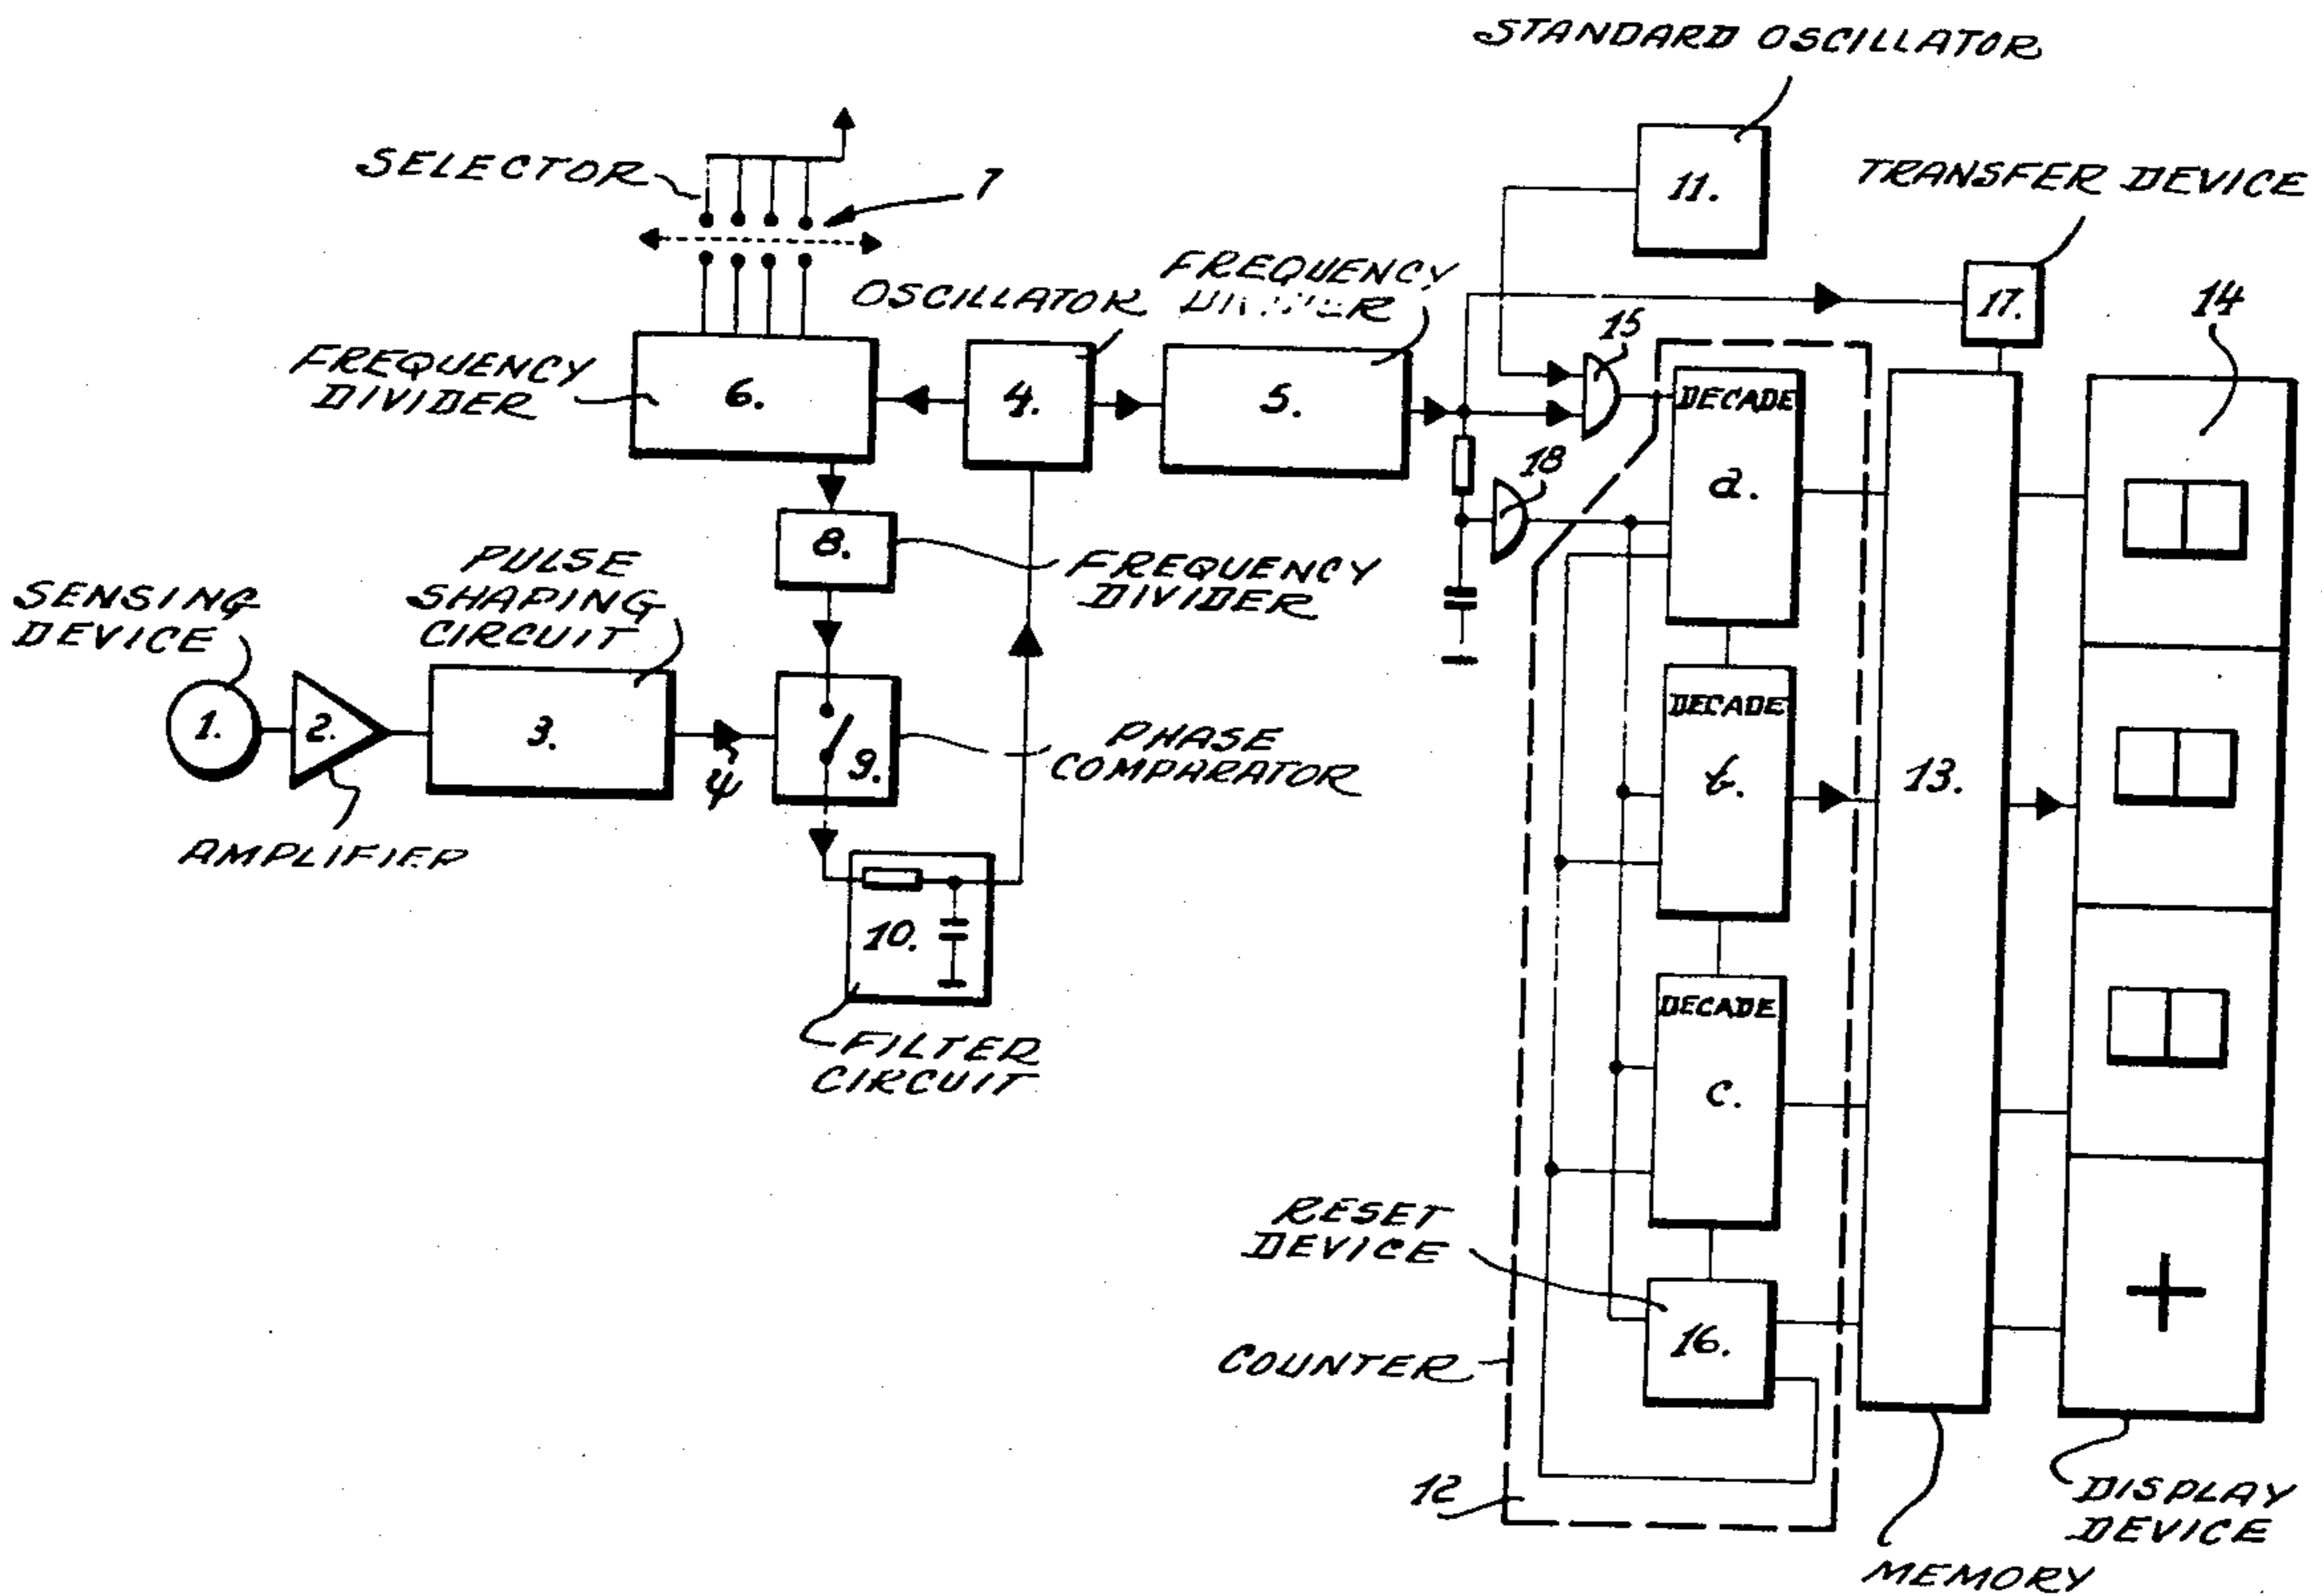 STANDARD OSCILLATOR
11.
TRANSFER DEVICE
17.
SELECTOR
7
OSCILLATOR
4.
FREQUENCY
5.
FREQUENCY
DIVIDER
6.
8.
FREQUENCY
DIVIDER
15
18
14
SENSING
DEVICE
1.
2.
AMPLIFIER
PULSE
SHAPING
CIRCUIT
3.
ψ
9.
PHASE
COMPARATOR
10.
FILTER
CIRCUIT
DECADE
a.
DECADE
b.
DECADE
c.
13.
RESET
DEVICE
16.
COUNTER
12
MEMORY
DISPLAY
DEVICE
+